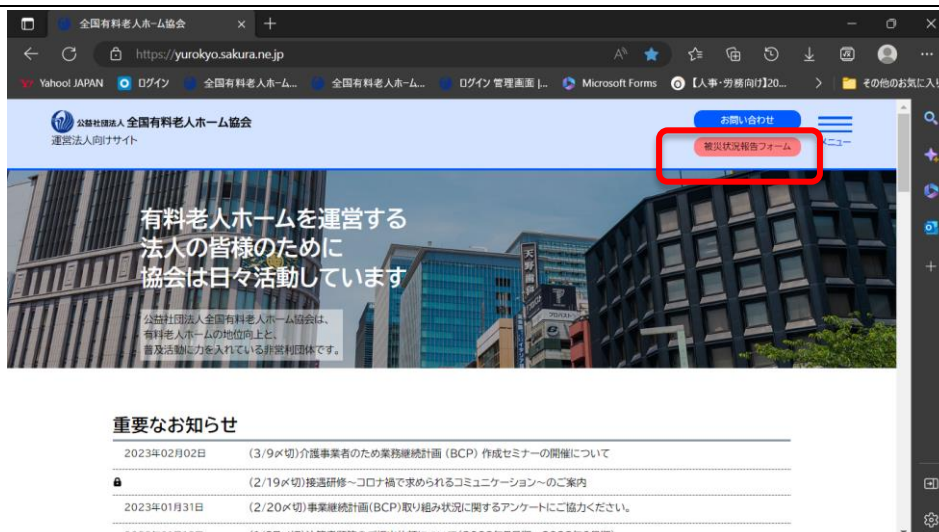 全国有料老人ホーム協会
https://yurokyo.sakura.ne.jp
Yahoo! JAPAN ログイン 全国有料老人ホーム... 全国有料老人ホーム... ログイン 管理画面 |... Microsoft Forms 【人事・労務向け】20... その他のお気に入り
公益社団法人 全国有料老人ホーム協会
運営法人向けサイト
お問い合わせ
被災状況報告フォーム
メニュー
有料老人ホームを運営する
法人の皆様のために
協会は日々活動しています
公益社団法人全国有料老人ホーム協会は、
有料老人ホームの地位向上と、
普及活動に力を入れている非営利団体です。
天野
重要なお知らせ
2023年02月02日 (3/9〆切)介護事業者のため業務継続計画 (BCP) 作成セミナーの開催について
(2/19〆切)接遇研修~コロナ禍で求められるコミュニケーション~のご案内
2023年01月31日 (2/20〆切)事業継続計画(BCP)取り組み状況に関するアンケートにご協力ください。